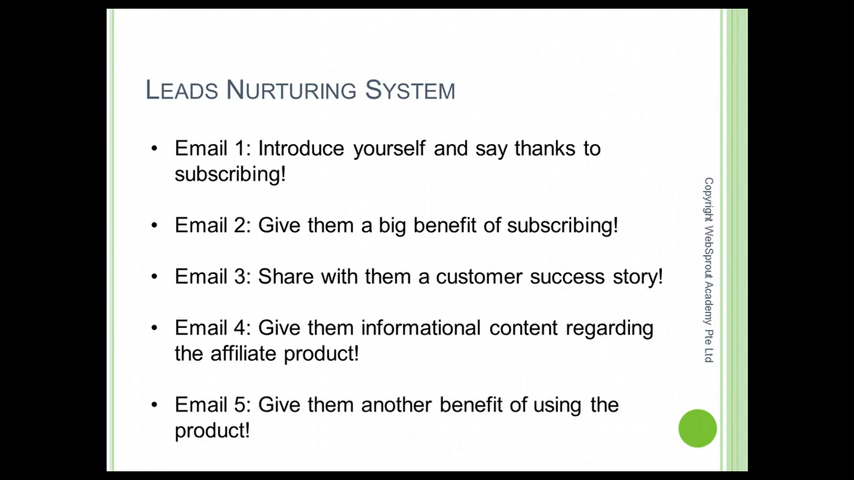 LEADS NURTURING SYSTEM
• Email 1: Introduce yourself and say thanks to
subscribing!
• Email 2: Give them a big benefit of subscribing!
• Email 3: Share with them a customer success story!
• Email 4: Give them informational content regarding
the affiliate product!
• Email 5: Give them another benefit of using the
product!
Copyright WebSprout Academy Pte Ltd